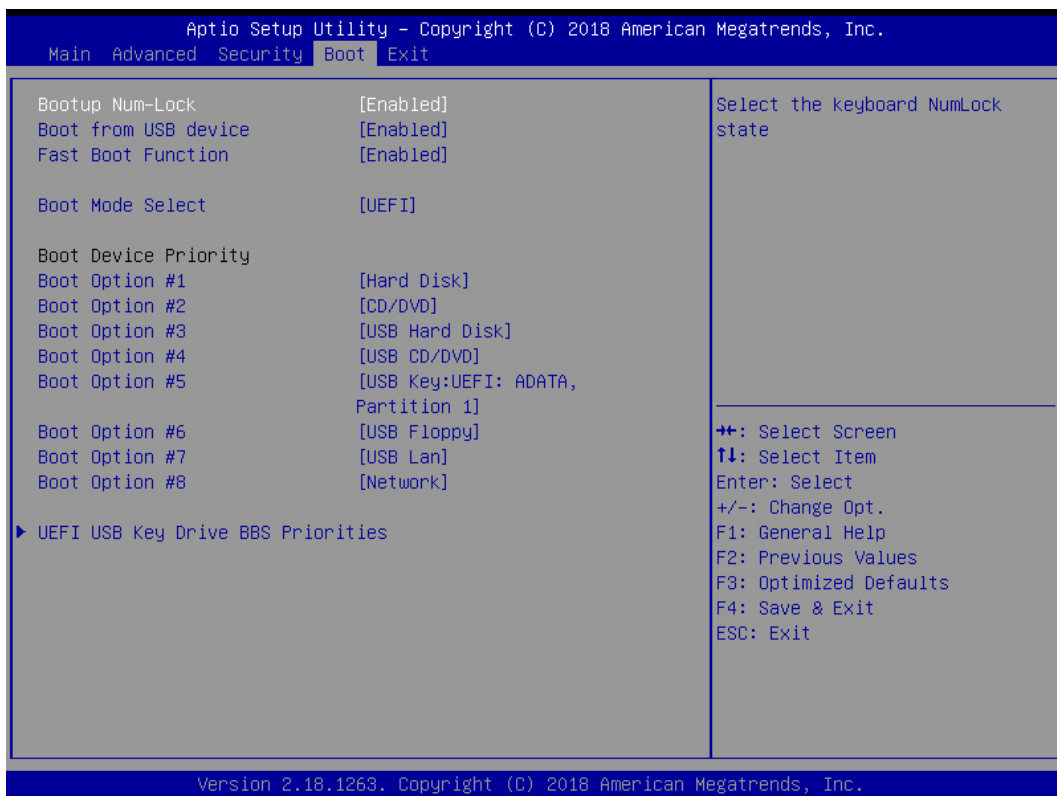 Aptio Setup Utility – Copyright (C) 2018 American Megatrends, Inc.
Main Advanced Security Boot Exit
Bootup Num-Lock [Enabled]
Boot from USB device [Enabled]
Fast Boot Function [Enabled]
Boot Mode Select [UEFI]
Boot Device Priority
Boot Option #1 [Hard Disk]
Boot Option #2 [CD/DVD]
Boot Option #3 [USB Hard Disk]
Boot Option #4 [USB CD/DVD]
Boot Option #5 [USB Key:UEFI: ADATA,
Partition 1]
Boot Option #6 [USB Floppy]
Boot Option #7 [USB Lan]
Boot Option #8 [Network]
▶ UEFI USB Key Drive BBS Priorities
Select the keyboard NumLock
state
→←: Select Screen
↑↓: Select Item
Enter: Select
+/-: Change Opt.
F1: General Help
F2: Previous Values
F3: Optimized Defaults
F4: Save & Exit
ESC: Exit
Version 2.18.1263. Copyright (C) 2018 American Megatrends, Inc.